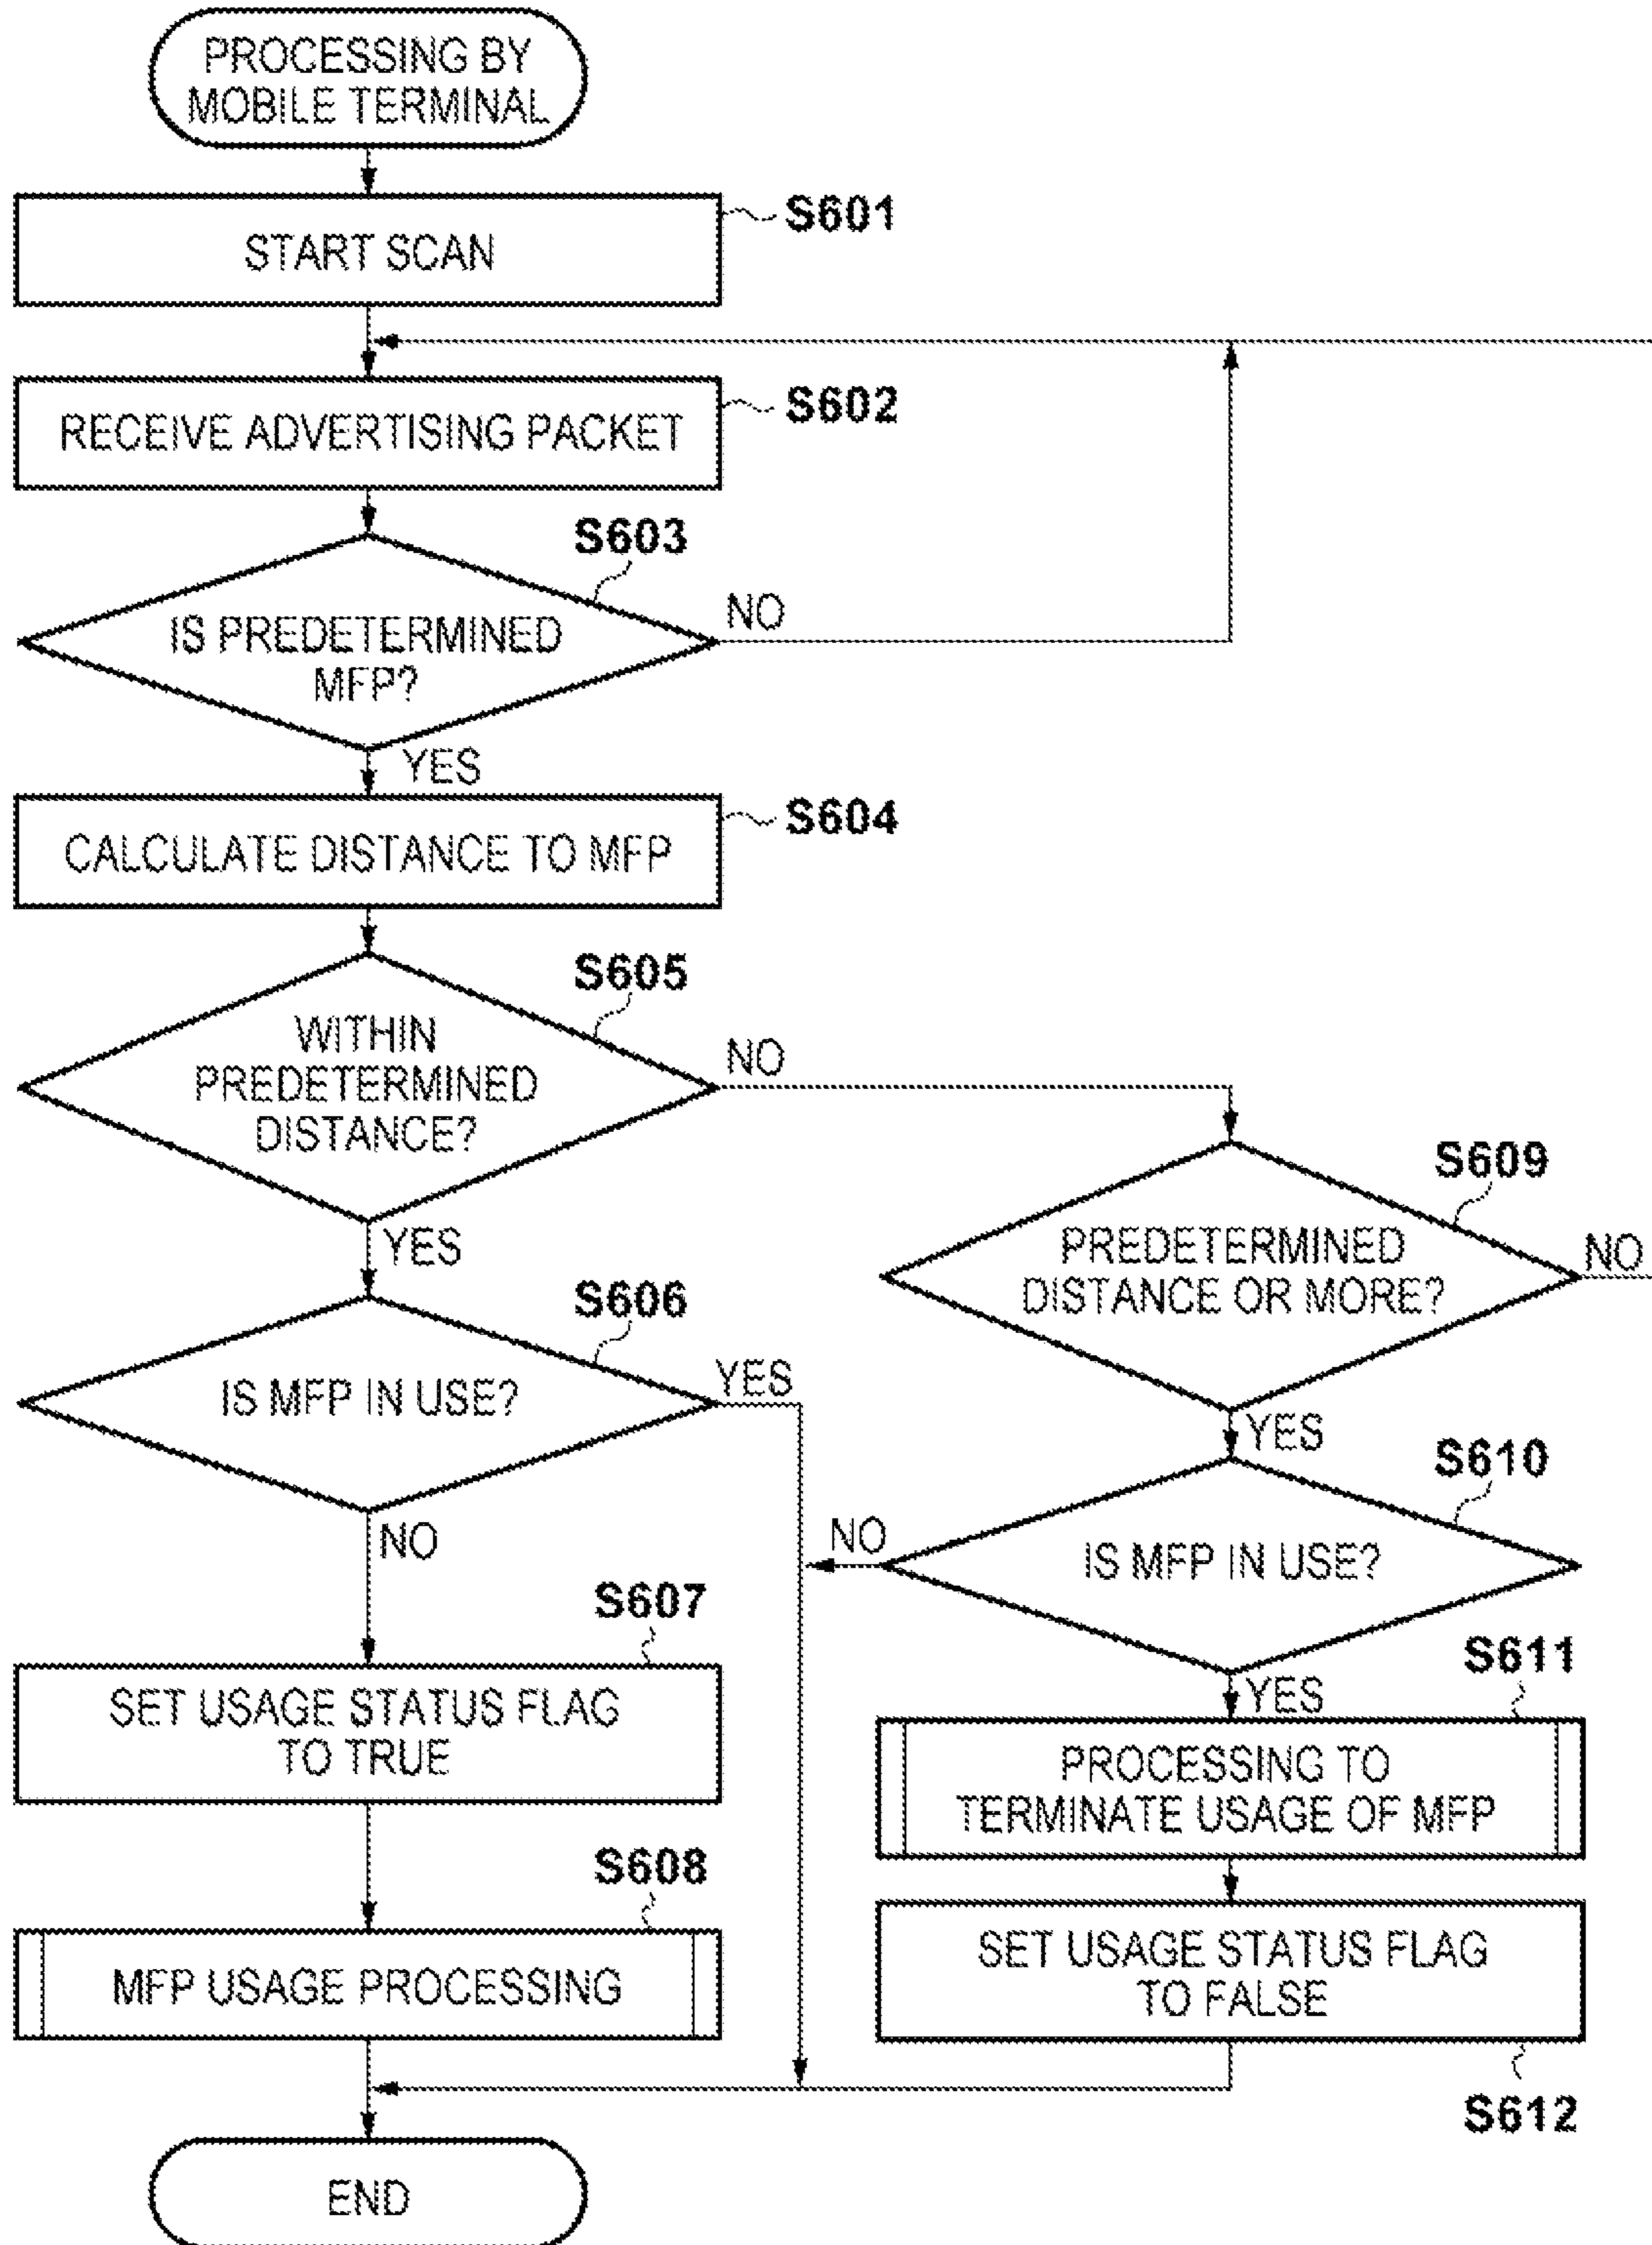 PROCESSING BY
MOBILE TERMINAL
START SCAN
S601
RECEIVE ADVERTISING PACKET
S602
S603
IS PREDETERMINED
MFP?
NO
YES
CALCULATE DISTANCE TO MFP
S604
S605
WITHIN
PREDETERMINED
DISTANCE?
NO
YES
S609
PREDETERMINED
DISTANCE OR MORE?
NO
YES
S606
IS MFP IN USE?
YES
NO
S610
IS MFP IN USE?
NO
YES
S607
SET USAGE STATUS FLAG
TO TRUE
S611
PROCESSING TO
TERMINATE USAGE OF MFP
S608
MFP USAGE PROCESSING
SET USAGE STATUS FLAG
TO FALSE
S612
END